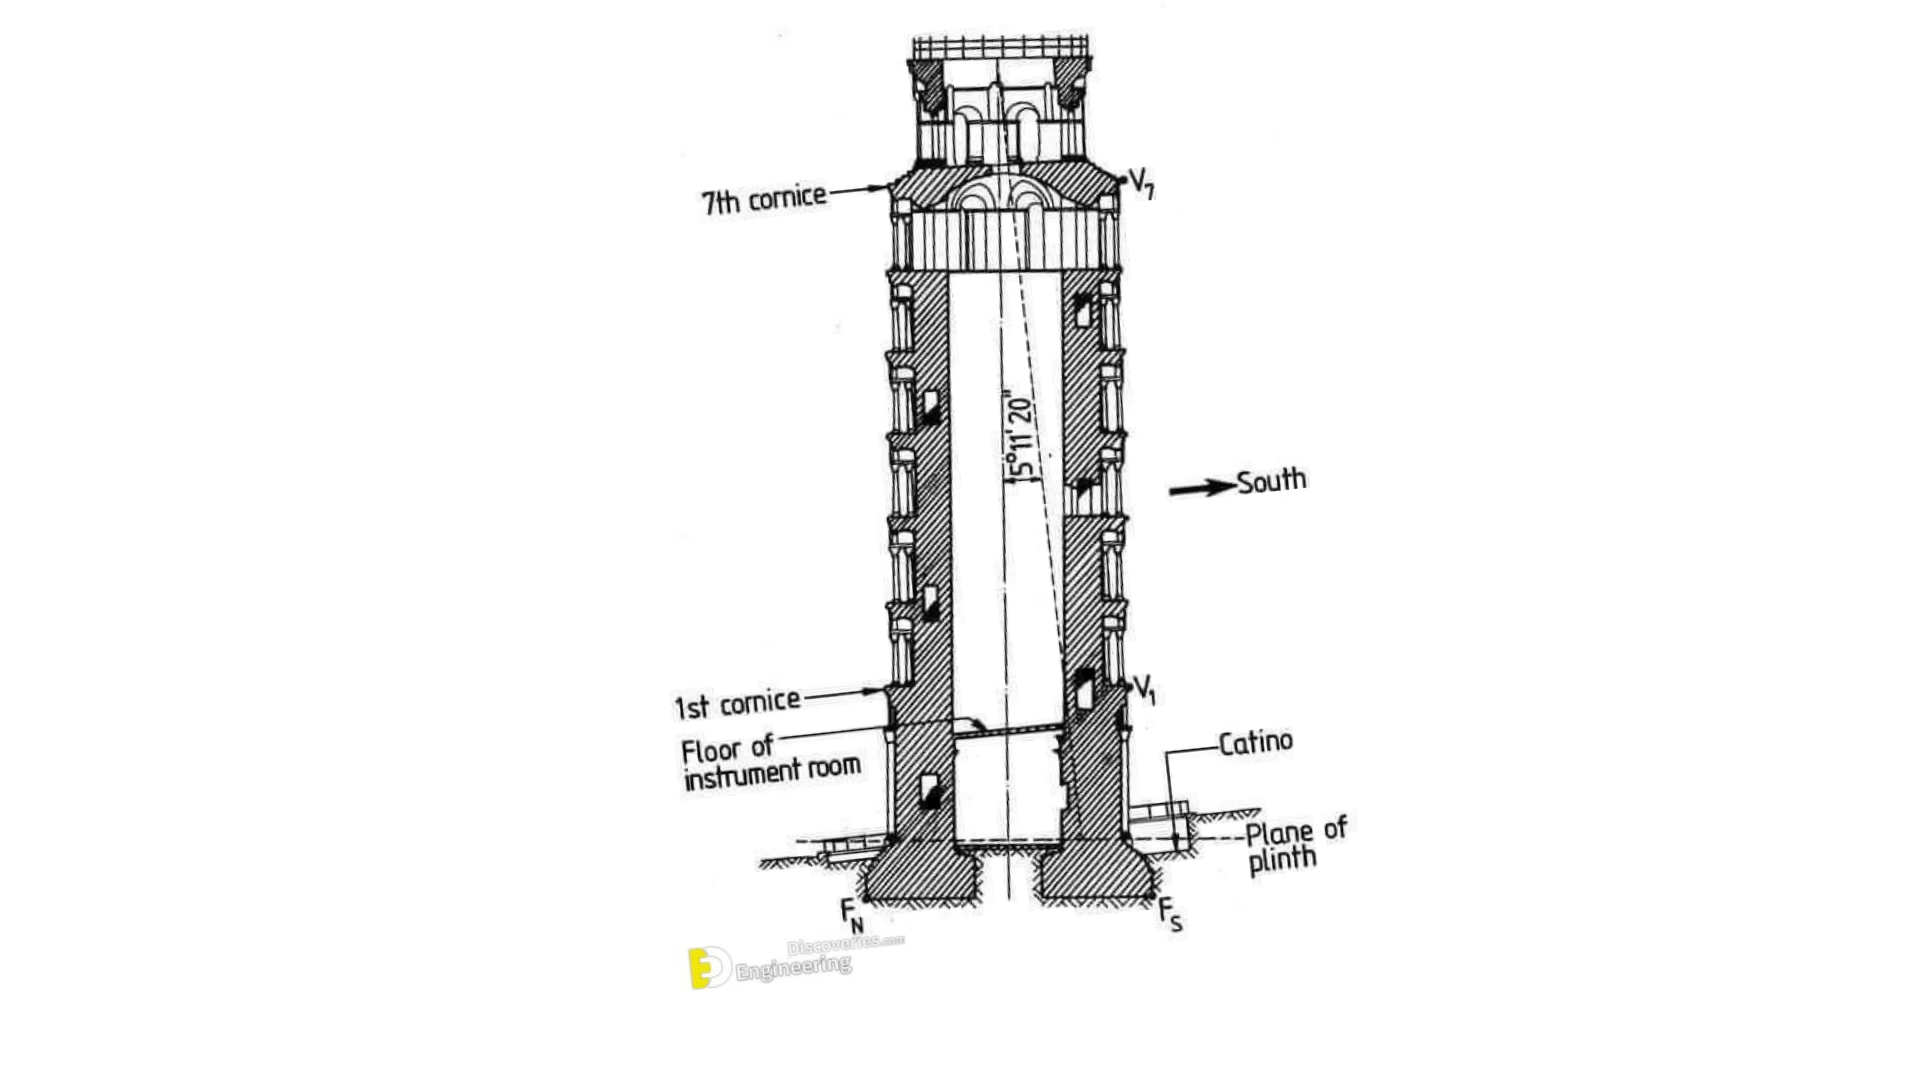 7th cornice
V7
5°11'20"
South
1st cornice
V1
Floor of
instrument room
Catino
Plane of
plinth
FN
FS
Discoveries.com
Engineering